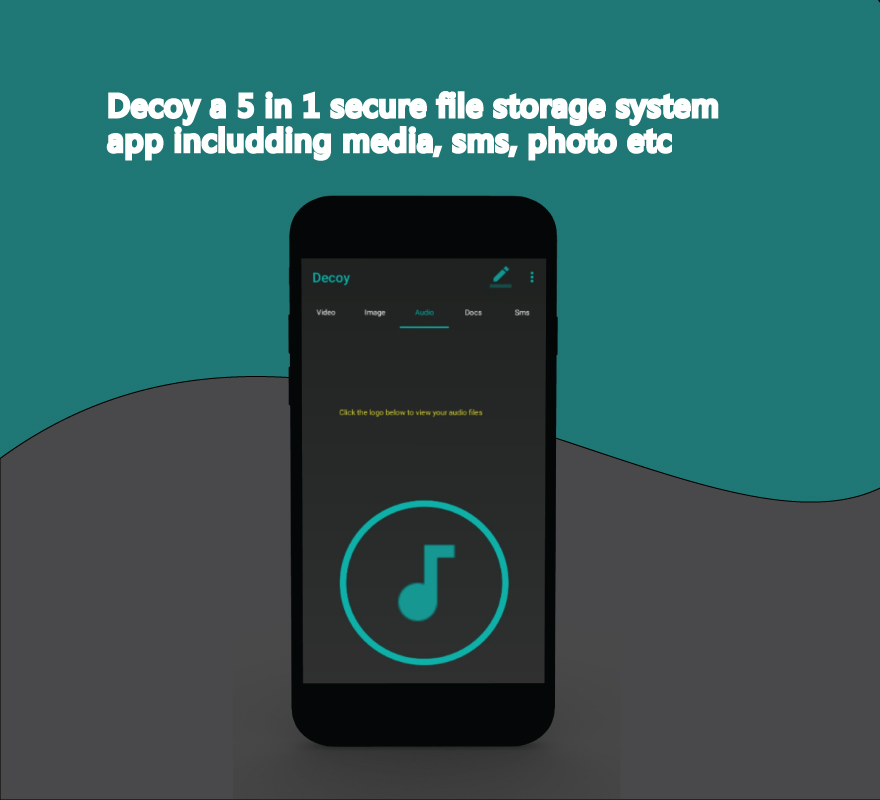 Decoy a 5 in 1 secure file storage system
app includding media, sms, photo etc
Decoy
Video Image Audio Docs Sms
Click the logo below to view your audio files